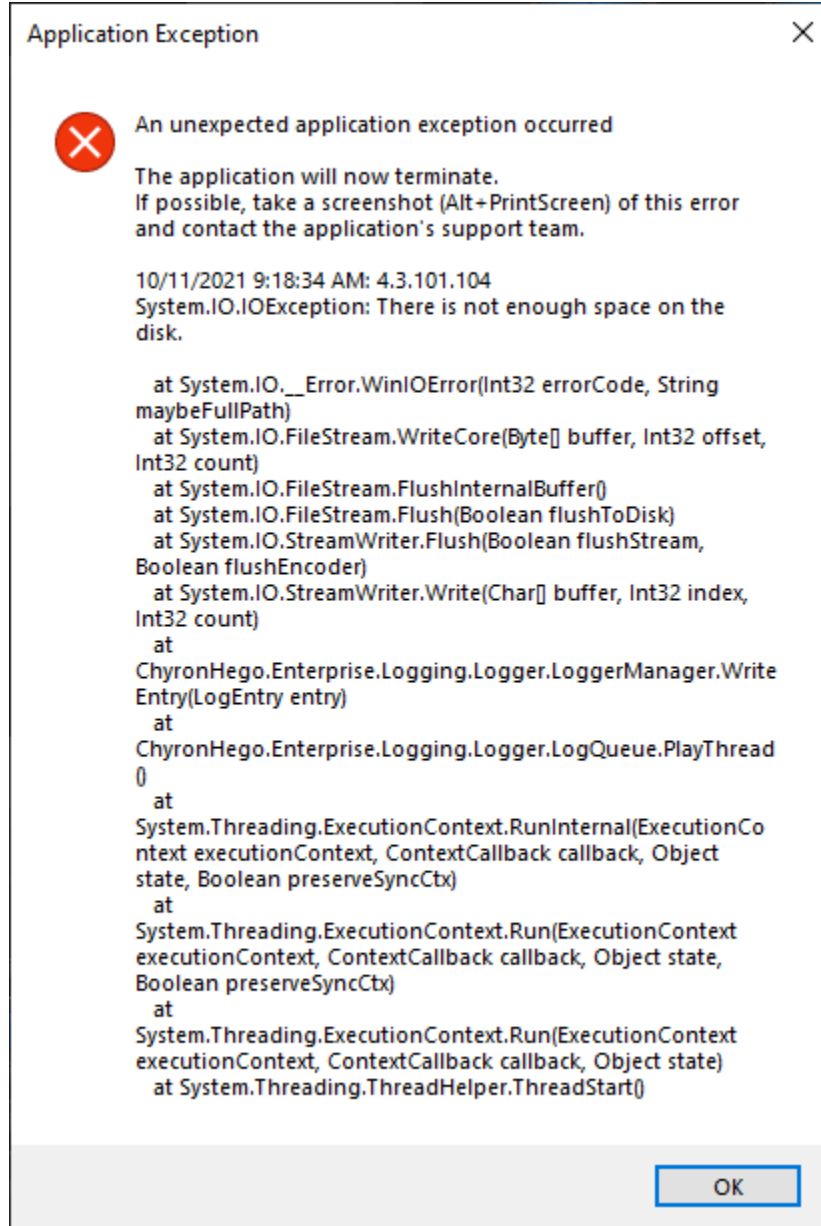 Application Exception
An unexpected application exception occurred
The application will now terminate.
If possible, take a screenshot (Alt+PrintScreen) of this error
and contact the application's support team.
10/11/2021 9:18:34 AM: 4.3.101.104
System.IO.IOException: There is not enough space on the
disk.
at System.IO.__Error.WinIOError(Int32 errorCode, String
maybeFullPath)
at System.IO.FileStream.WriteCore(Byte[] buffer, Int32 offset,
Int32 count)
at System.IO.FileStream.FlushInternalBuffer()
at System.IO.FileStream.Flush(Boolean flushToDisk)
at System.IO.StreamWriter.Flush(Boolean flushStream,
Boolean flushEncoder)
at System.IO.StreamWriter.Write(Char[] buffer, Int32 index,
Int32 count)
at
ChyronHego.Enterprise.Logging.Logger.LoggerManager.Write
Entry(LogEntry entry)
at
ChyronHego.Enterprise.Logging.Logger.LogQueue.PlayThread
()
at
System.Threading.ExecutionContext.RunInternal(ExecutionCo
ntext executionContext, ContextCallback callback, Object
state, Boolean preserveSyncCtx)
at
System.Threading.ExecutionContext.Run(ExecutionContext
executionContext, ContextCallback callback, Object state,
Boolean preserveSyncCtx)
at
System.Threading.ExecutionContext.Run(ExecutionContext
executionContext, ContextCallback callback, Object state)
at System.Threading.ThreadHelper.ThreadStart()
OK